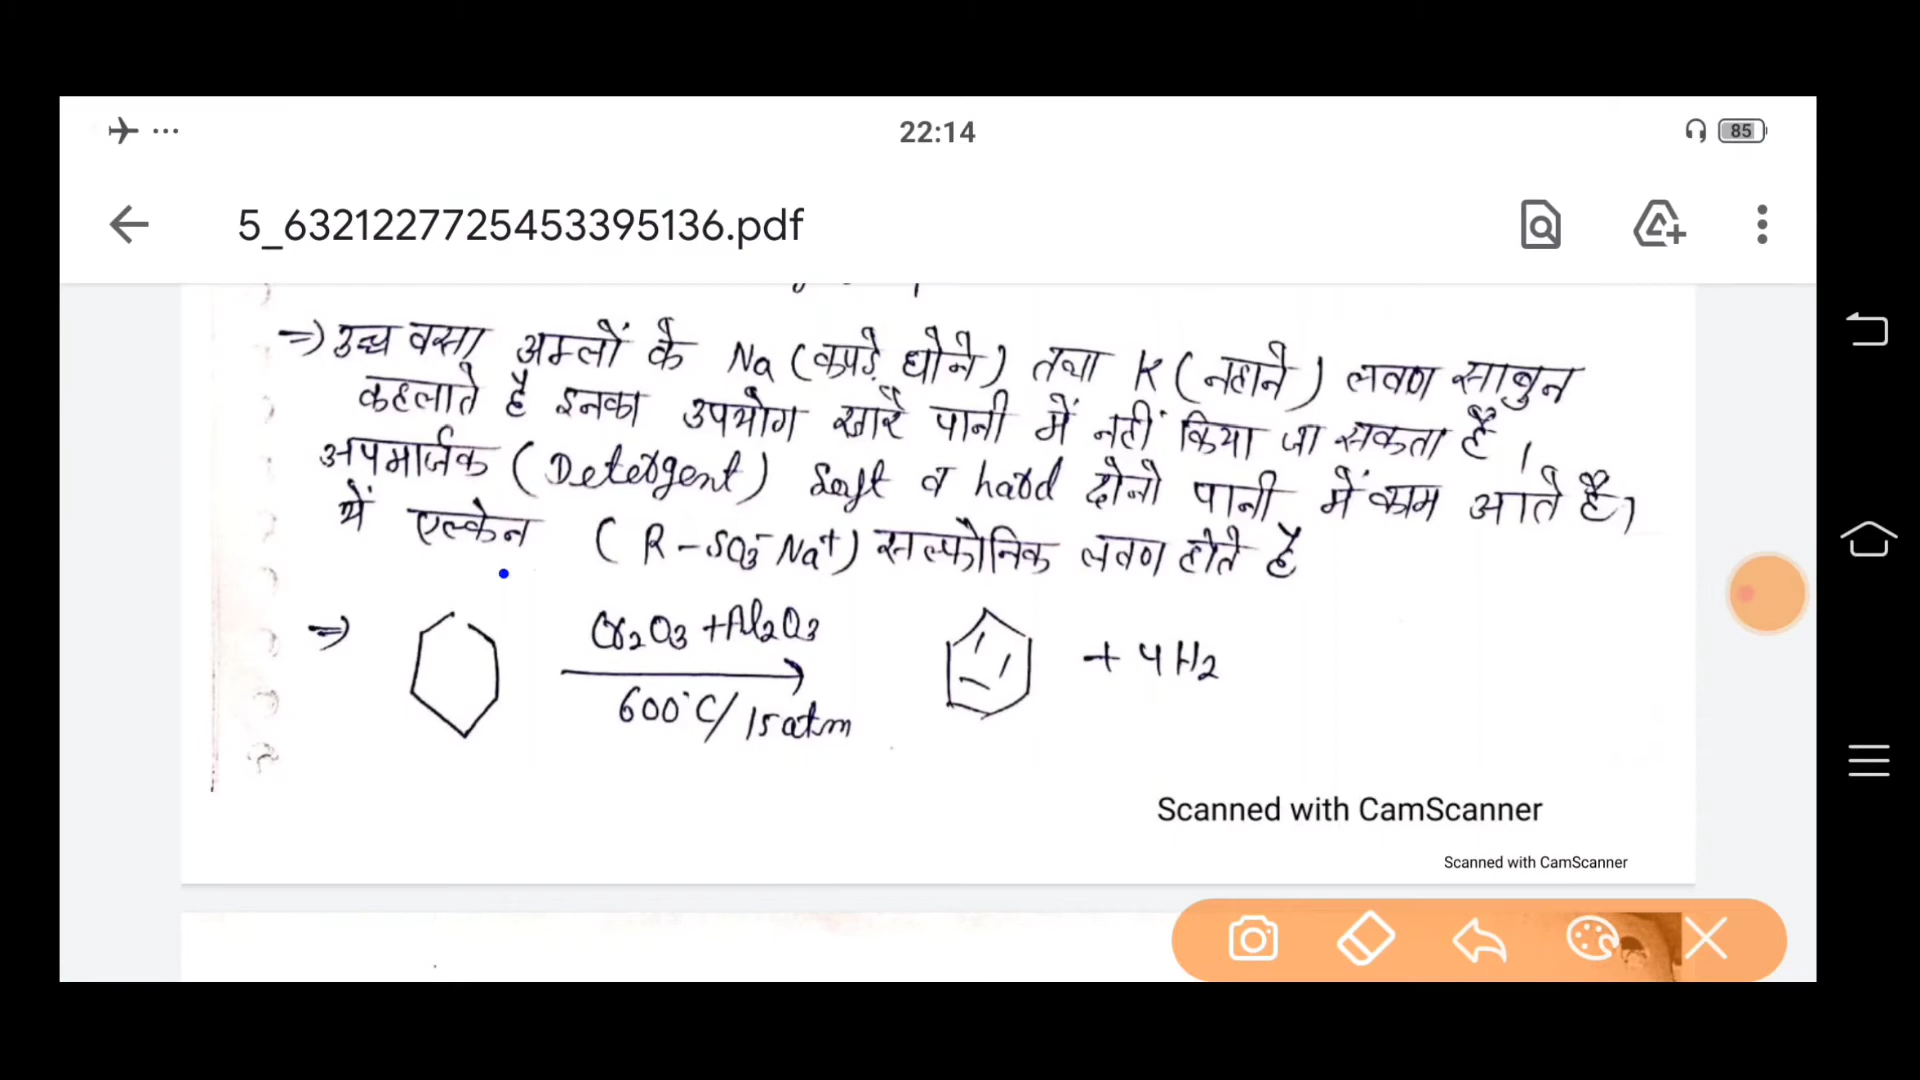 22:14
85
5_6321227725453395136.pdf
=> उच्च वसा अम्लों के Na (कपड़े धोने) तथा K (नहाने) लवण साबुन
कहलाते है इनका उपयोग खारे पानी में नहीं किया जा सकता है ।
अपमार्जक (Detergent) Soft व hard दोनो पानी में काम आते है।
ये एल्केन (R-SO₃⁻Na⁺) सल्फोनिक लवण होते है
=> Cr₂O₃ + Al₂O₃ + 4H₂
600°C/15atm
Scanned with CamScanner
Scanned with CamScanner